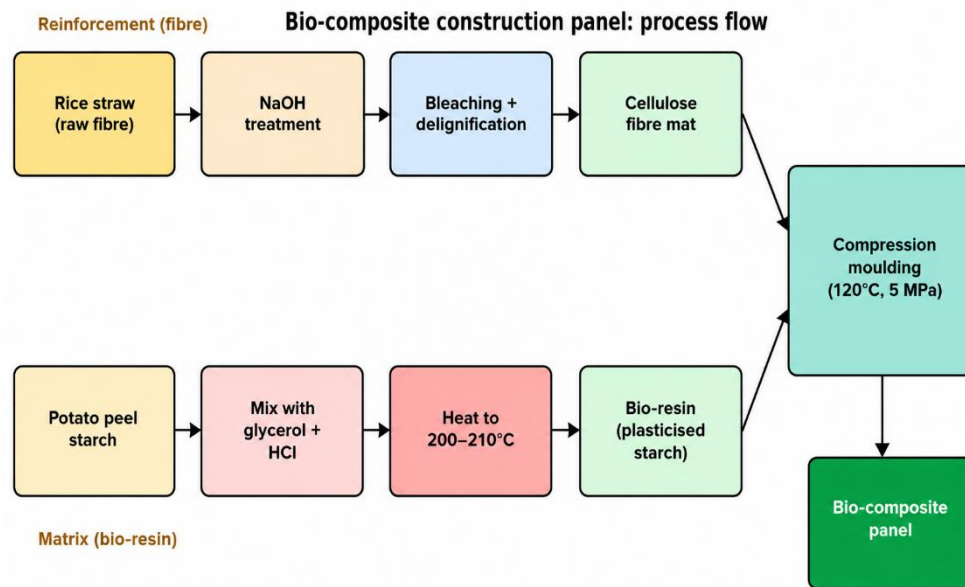 Bio-composite construction panel: process flow
Reinforcement (fibre)
Rice straw
(raw fibre)
NaOH
treatment
Bleaching +
delignification
Cellulose
fibre mat
Compression
moulding
(120°C, 5 MPa)
Potato peel
starch
Mix with
glycerol +
HCl
Heat to
200–210°C
Bio-resin
(plasticised
starch)
Bio-composite
panel
Matrix (bio-resin)